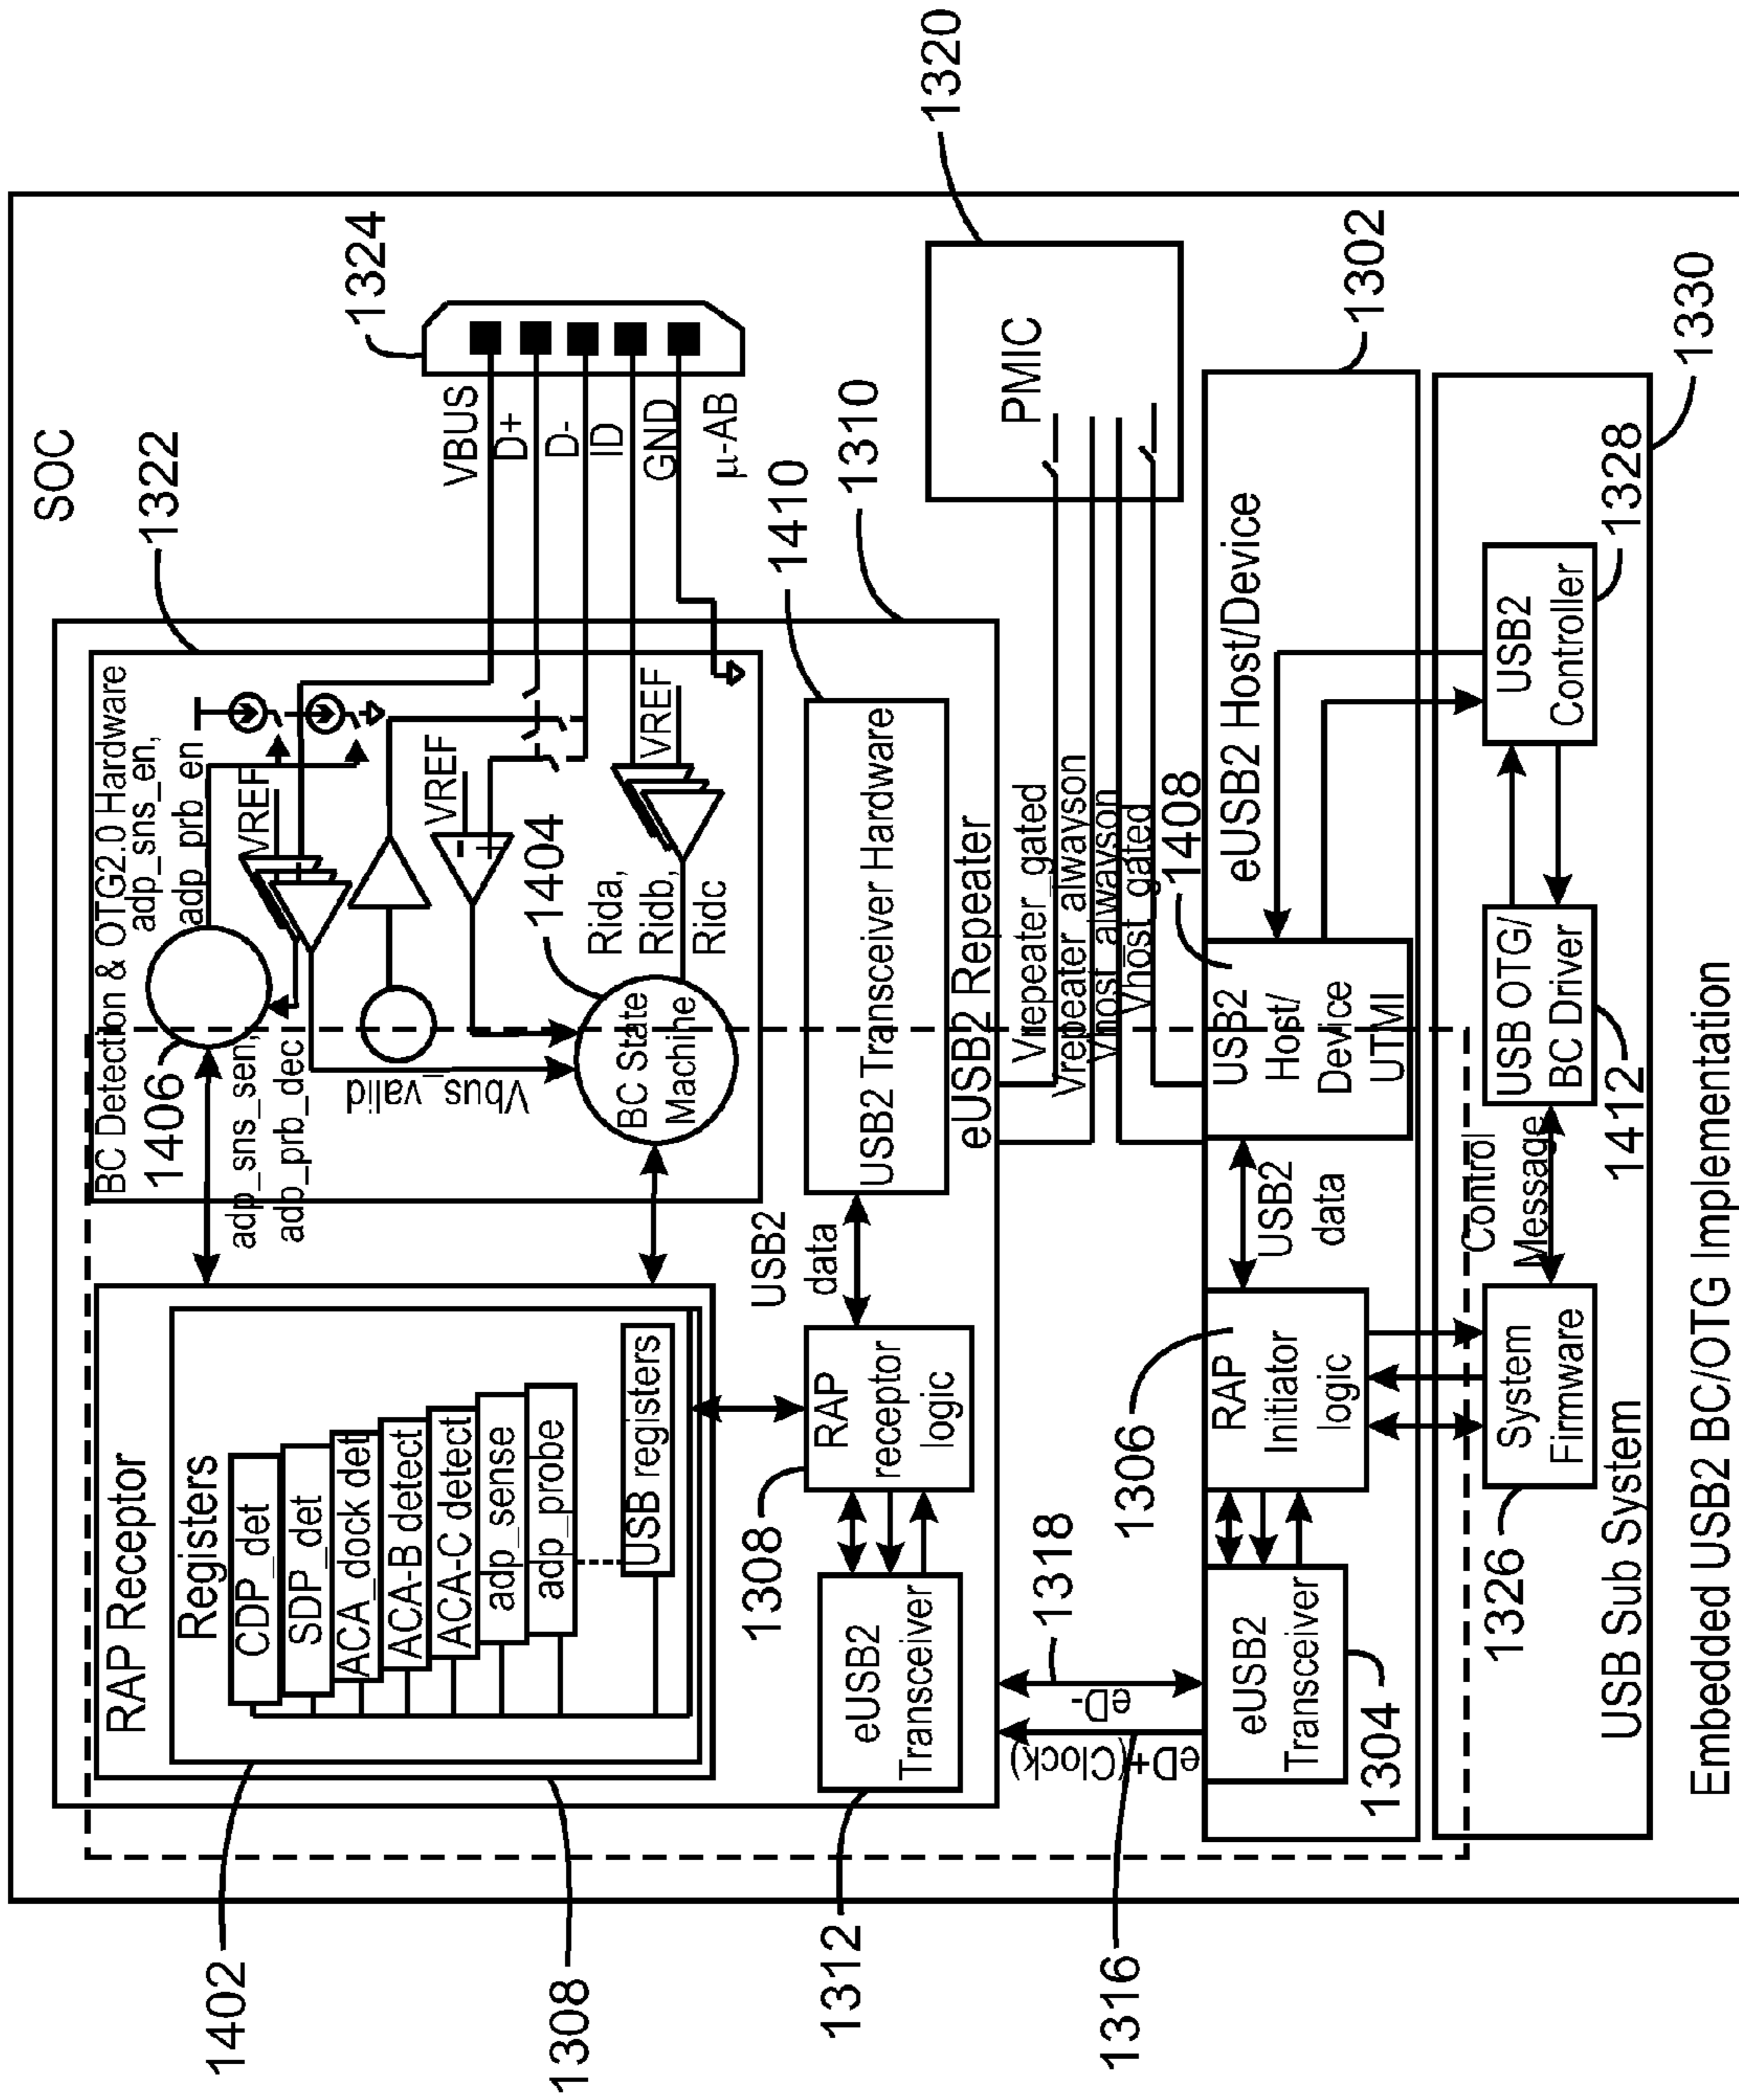 SOC
1322
1324
BC Detection & OTG2.0 Hardware
adp_sns_en,
adp_prb_en
1406
adp_sns_sen,
adp_prb_dec
VREF
Vbus_valid
VREF
1404
BC State
Machine
Rida,
Ridb,
Ridc
VREF
VBUS
D+
D-
ID
GND
μ-AB
RAP Receptor
Registers
CDP_det
SDP_det
ACA_dock det
ACA-B detect
ACA-C detect
adp_sense
adp_probe
USB registers
1402
1308
1410
1310
USB2 Transceiver Hardware
USB2
data
RAP
receptor
logic
1308
eUSB2
Transceiver
1312
eUSB2 Repeater
1320
PMIC
Vrepeater_gated
Vrepeater_alwayson
Vhost_alwayson
Vhost_gated
eD-
1318
eD+(Clock)
1316
1302
eUSB2 Host/Device
1408
USB2
Host/
Device
UTMI
USB2
data
1306
RAP
Initiator
logic
eUSB2
Transceiver
1304
1330
USB2
Controller
1328
USB OTG/
BC Driver
1412
Control
Message
System
Firmware
1326
USB Sub System
Embedded USB2 BC/OTG Implementation